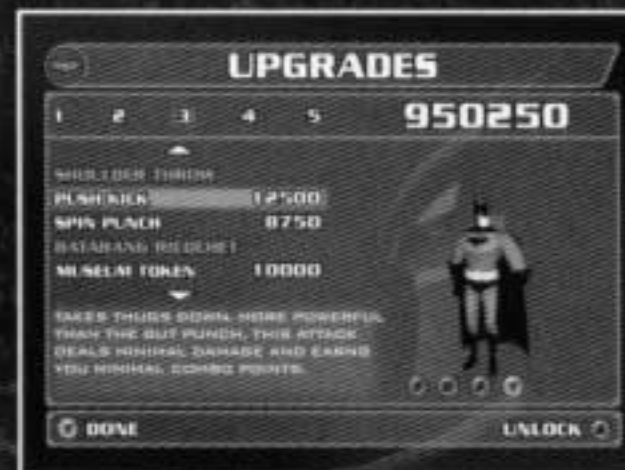 UPGRADES
1 2 3 4 5 950250
SHOULDER THROW
PUSH KICK 12500
SPIN PUNCH 8750
BATARANG RICOCHET
MUSEUM TOKEN 10000
TAKES THUGS DOWN. MORE POWERFUL
THAN THE GUT PUNCH, THIS ATTACK
DEALS MINIMAL DAMAGE AND EARNS
YOU MINIMAL COMBO POINTS.
DONE UNLOCK